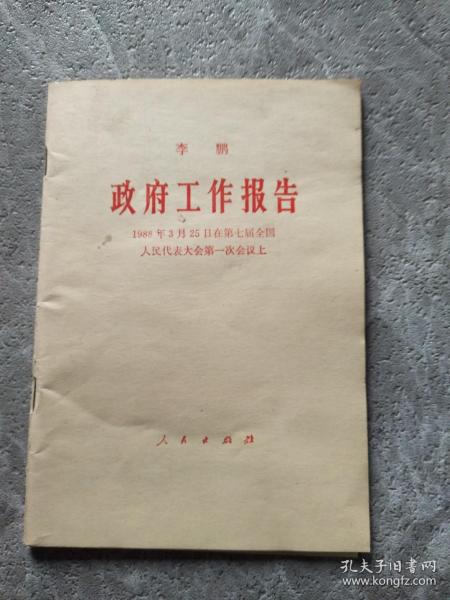 李 鹏
政府工作报告
1988年3月25日在第七届全国
人民代表大会第一次会议上
人民出版社
孔夫子旧书网
www.kongfz.com